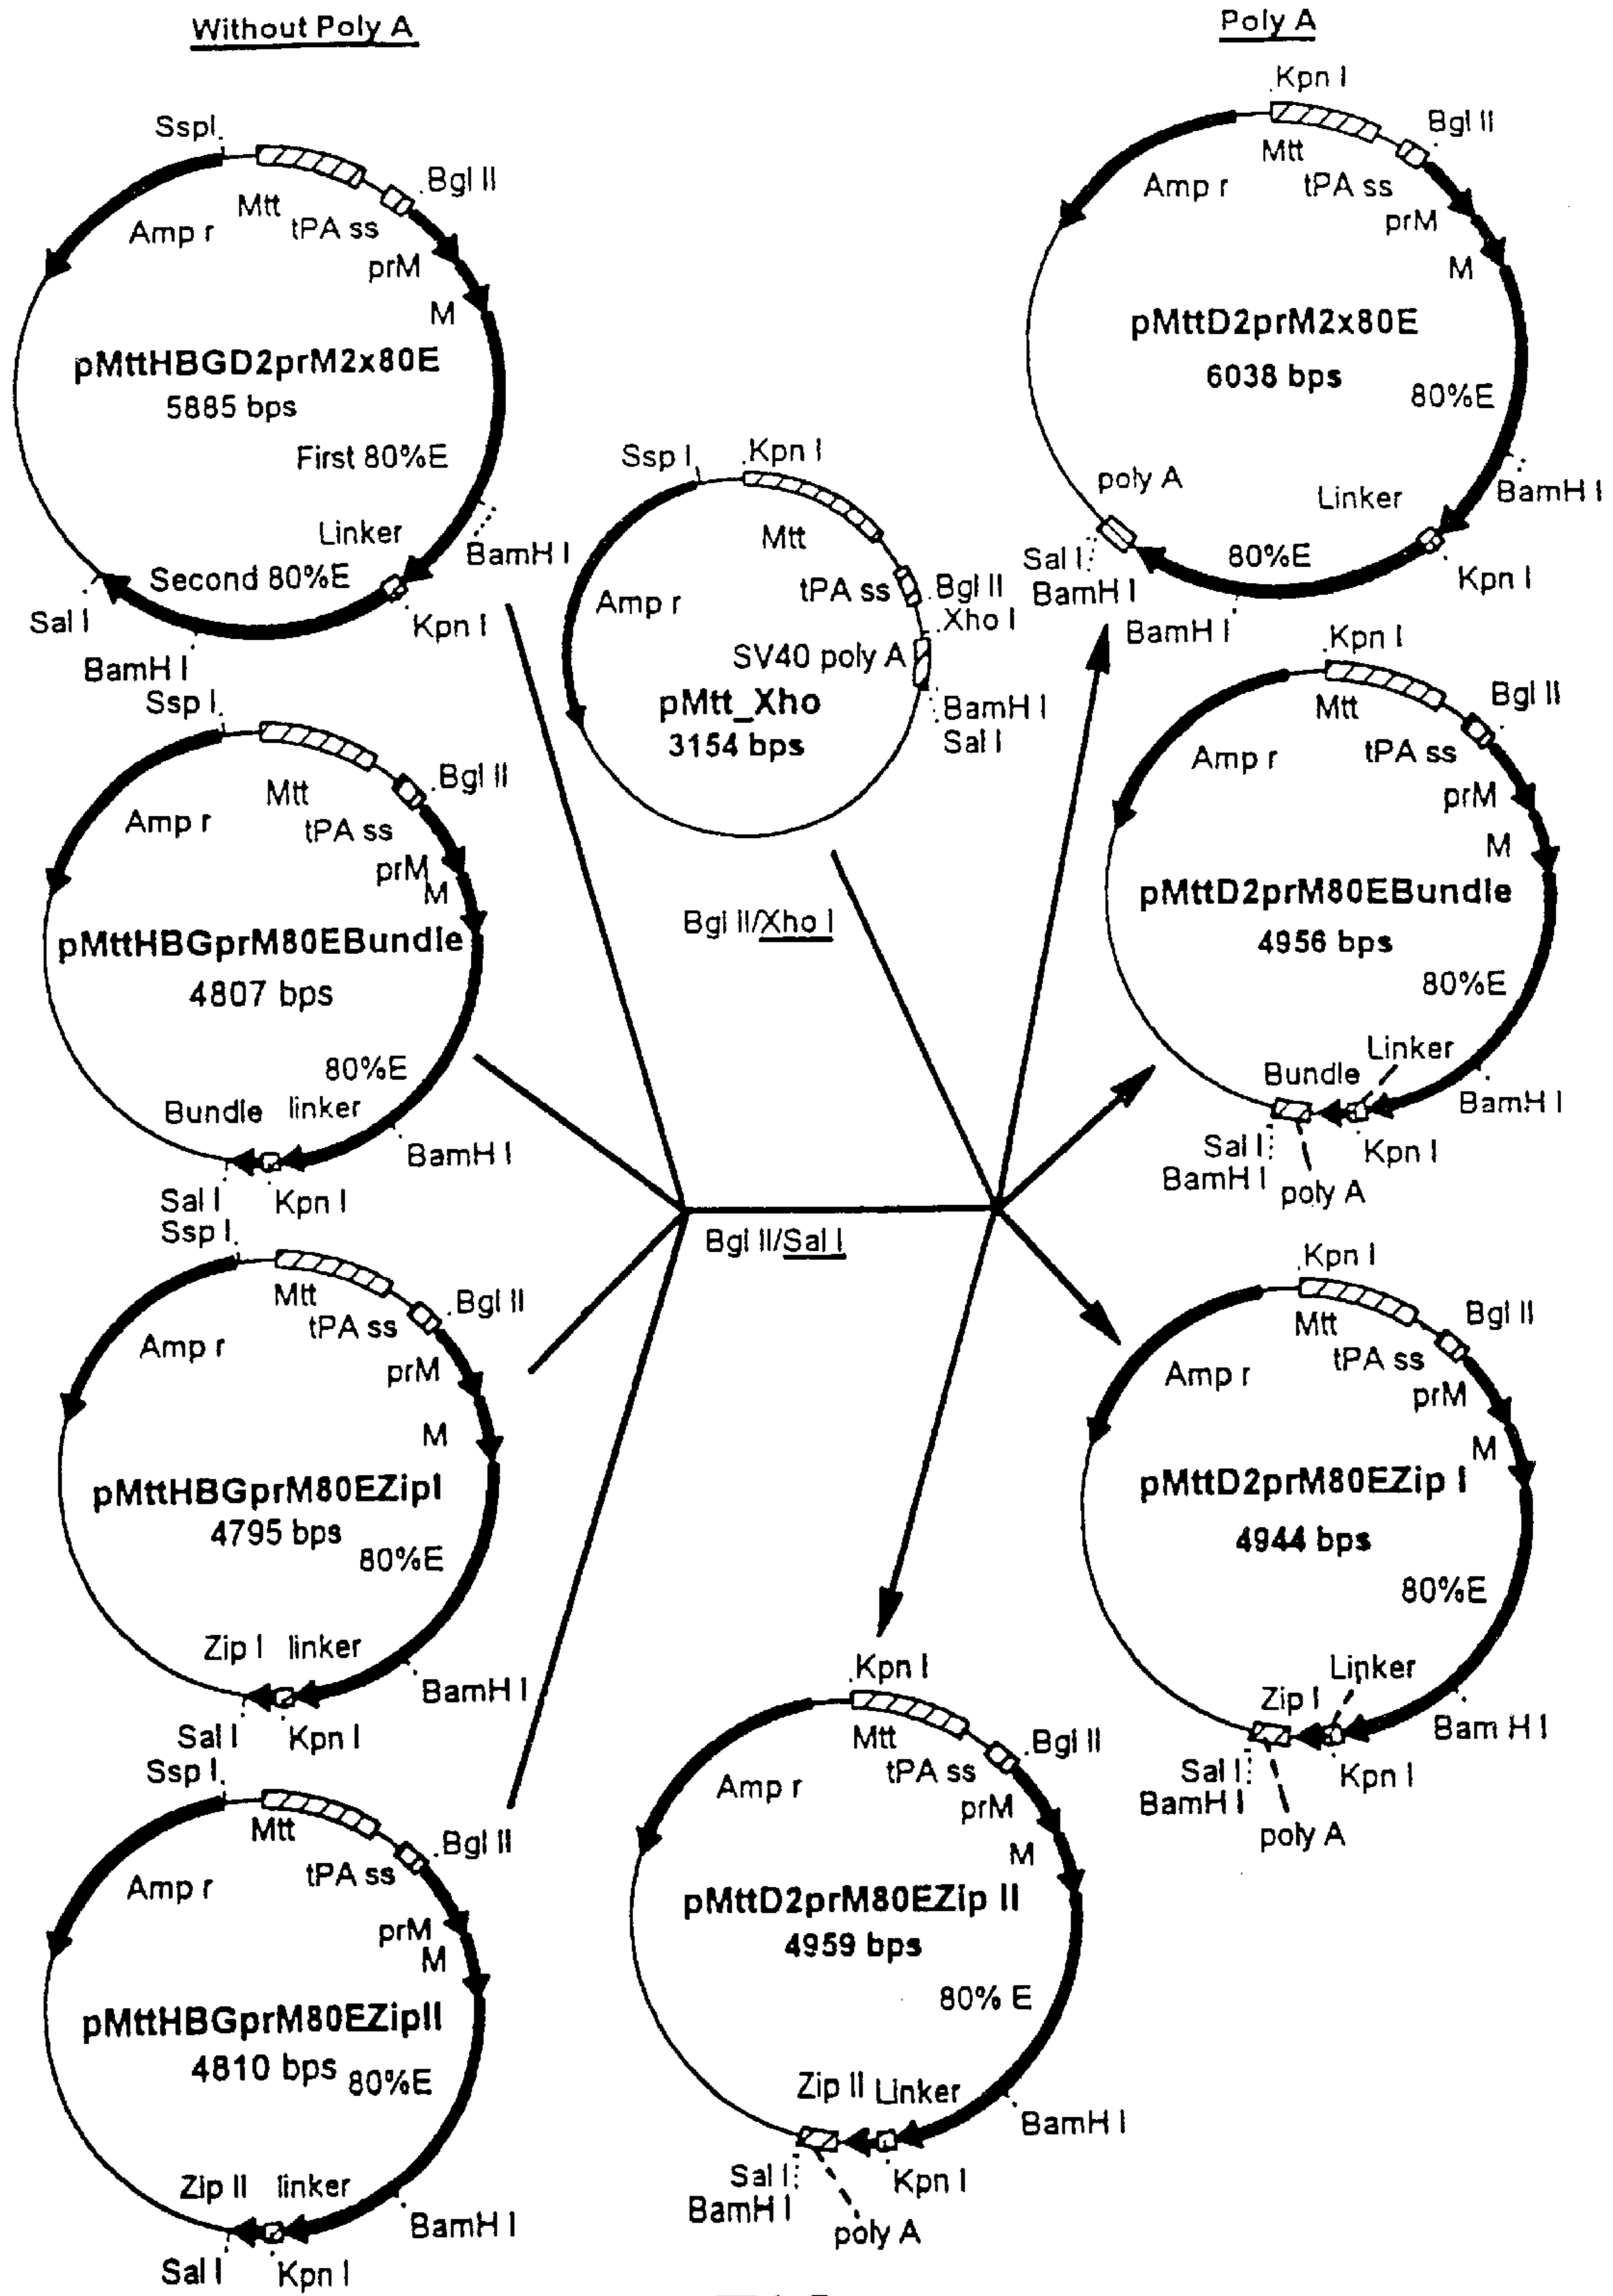 Without Poly A
Poly A
SspI
Bgl II
Mtt
tPA ss
Amp r
prM
M
pMttHBGD2prM2x80E
5885 bps
First 80%E
Linker
BamH I
Second 80%E
Sal I
Kpn I
BamH I
Kpn I
Bgl II
Mtt
tPA ss
Amp r
prM
M
pMttD2prM2x80E
6038 bps
80%E
BamH I
poly A
Linker
80%E
Sal I
BamH I
Kpn I
BamH I
Ssp I
Kpn I
Mtt
tPA ss
Bgl II
Xho I
Amp r
SV40 poly A
pMtt_Xho
3154 bps
BamH I
Sal I
Bgl II/Xho I
Bgl II/Sal I
Ssp I
Bgl II
Mtt
tPA ss
Amp r
prM
M
pMttHBGprM80EBundle
4807 bps
80%E
Bundle linker
BamH I
Sal I
Kpn I
Kpn I
Bgl II
Mtt
tPA ss
Amp r
prM
M
pMttD2prM80EBundle
4956 bps
80%E
Linker
Bundle
BamH I
Sal I
BamH I
Kpn I
poly A
Ssp I
Bgl II
Mtt
tPA ss
Amp r
prM
M
pMttHBGprM80EZipI
4795 bps
80%E
Zip I linker
BamH I
Sal I
Kpn I
Kpn I
Bgl II
Mtt
tPA ss
Amp r
prM
M
pMttD2prM80EZip I
4944 bps
80%E
Linker
Zip I
Bam H I
Sal I
BamH I
Kpn I
poly A
Ssp I
Bgl II
Mtt
tPA ss
Amp r
prM
M
pMttHBGprM80EZipII
4810 bps
80%E
Zip II linker
BamH I
Sal I
Kpn I
Kpn I
Bgl II
Mtt
tPA ss
Amp r
prM
M
pMttD2prM80EZip II
4959 bps
80% E
Zip II Linker
BamH I
Sal I
BamH I
Kpn I
poly A